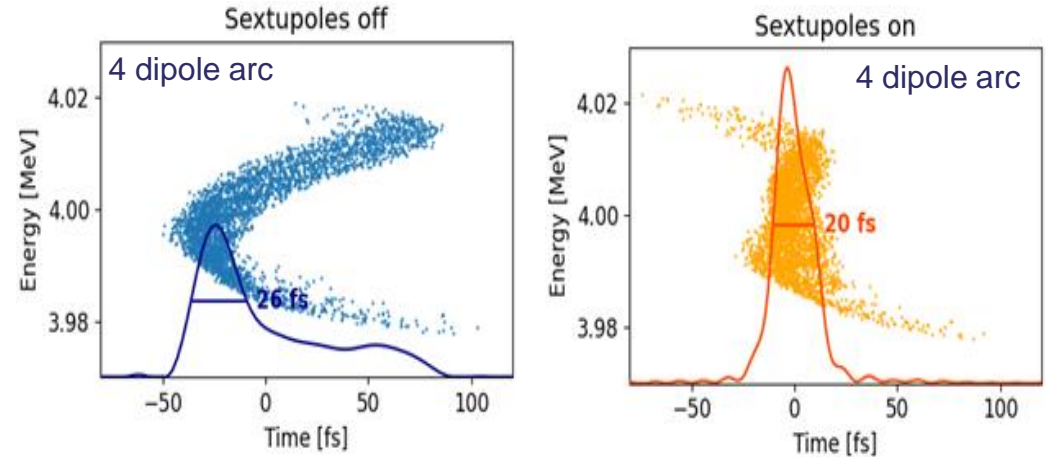 Sextupoles off
4 dipole arc
4.02
4.00
3.98
Energy [MeV]
26 fs
−50
0
50
100
Time [fs]
Sextupoles on
4 dipole arc
4.02
4.00
3.98
Energy [MeV]
20 fs
−50
0
50
100
Time [fs]